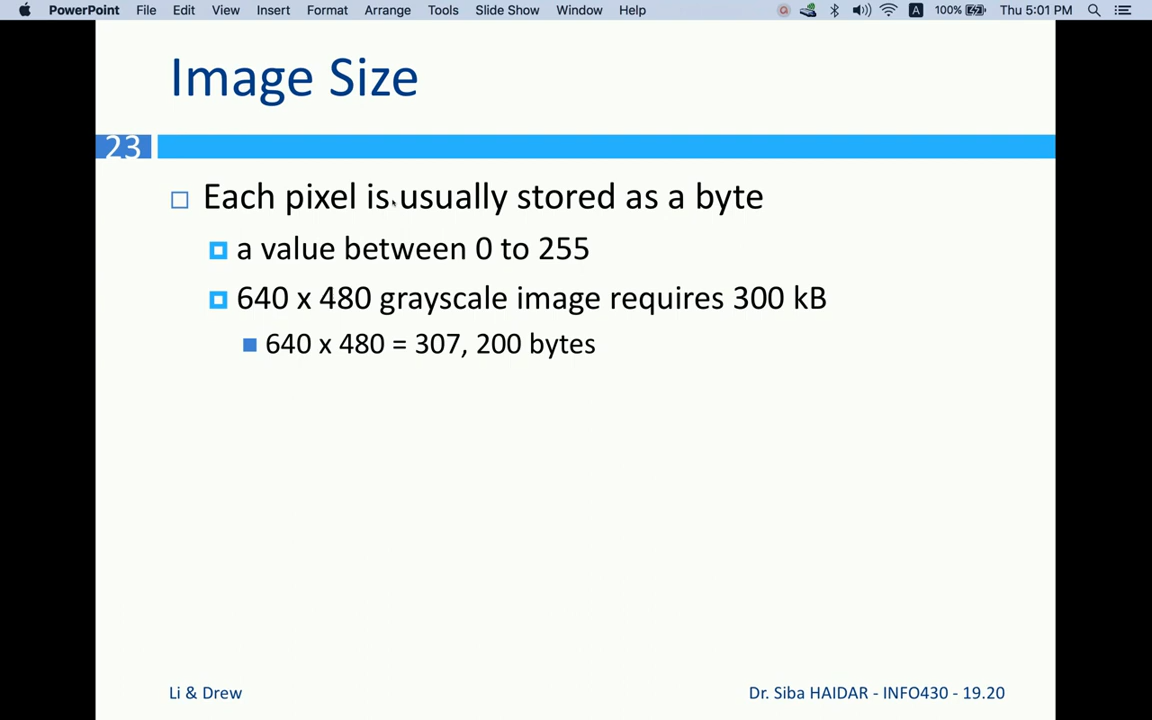 PowerPoint File Edit View Insert Format Arrange Tools Slide Show Window Help A 100% Thu 5:01 PM
Image Size
23
Each pixel is usually stored as a byte
a value between 0 to 255
640 x 480 grayscale image requires 300 kB
640 x 480 = 307, 200 bytes
Li & Drew Dr. Siba HAIDAR - INFO430 - 19.20